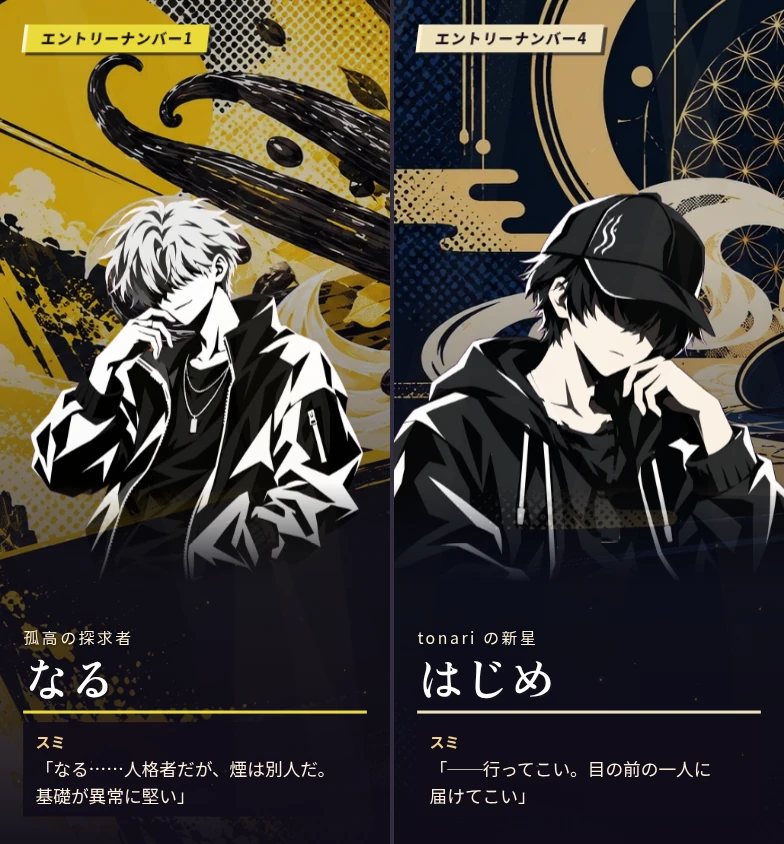 エントリーナンバー1
孤高の探求者
なる
スミ
「なる……人格者だが、煙は別人だ。
基礎が異常に堅い」
エントリーナンバー4
tonari の新星
はじめ
スミ
「──行ってこい。目の前の一人に
届けてこい」